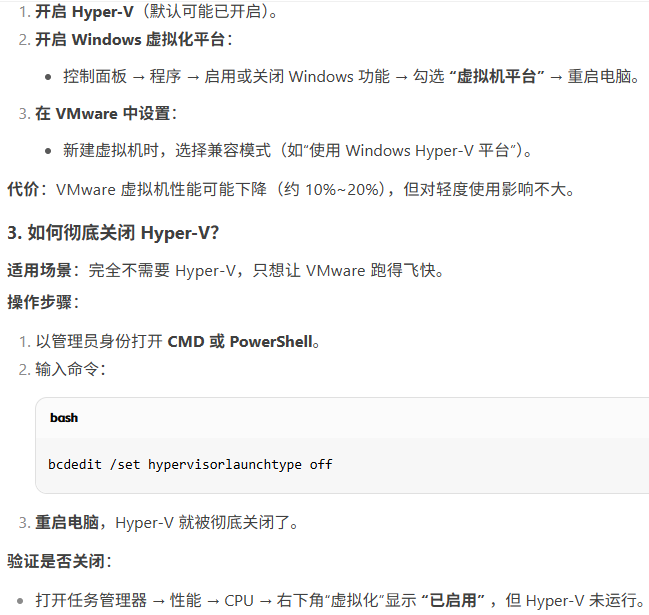 1. 开启 Hyper-V（默认可能已开启）。
2. 开启 Windows 虚拟化平台：
• 控制面板 → 程序 → 启用或关闭 Windows 功能 → 勾选 “虚拟机平台” → 重启电脑。
3. 在 VMware 中设置：
• 新建虚拟机时，选择兼容模式（如“使用 Windows Hyper-V 平台”）。
代价：VMware 虚拟机性能可能下降（约 10%~20%），但对轻度使用影响不大。
3. 如何彻底关闭 Hyper-V？
适用场景：完全不需要 Hyper-V，只想让 VMware 跑得飞快。
操作步骤：
1. 以管理员身份打开 CMD 或 PowerShell。
2. 输入命令：
bash
bcdedit /set hypervisorlaunchtype off
3. 重启电脑，Hyper-V 就被彻底关闭了。
验证是否关闭：
• 打开任务管理器 → 性能 → CPU → 右下角“虚拟化”显示 “已启用” ，但 Hyper-V 未运行。